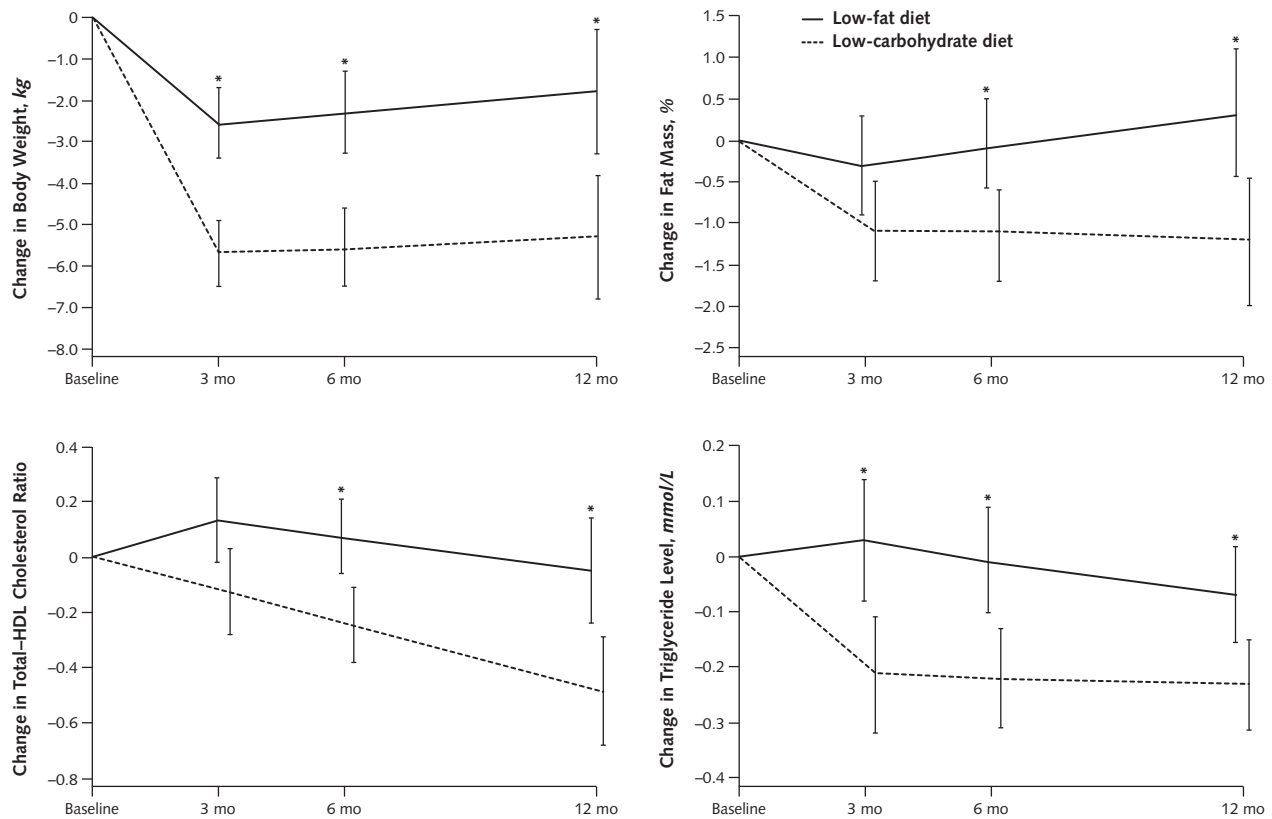 Change in Body Weight, kg
0
–1.0
–2.0
–3.0
–4.0
–5.0
–6.0
–7.0
–8.0
*
*
*
Baseline
3 mo
6 mo
12 mo
Low-fat diet
Low-carbohydrate diet
Change in Fat Mass, %
1.5
1.0
0.5
0
–0.5
–1.0
–1.5
–2.0
–2.5
*
*
Baseline
3 mo
6 mo
12 mo
Change in Total–HDL Cholesterol Ratio
0.4
0.2
0
–0.2
–0.4
–0.6
–0.8
*
*
Baseline
3 mo
6 mo
12 mo
Change in Triglyceride Level, mmol/L
0.2
0.1
0
–0.1
–0.2
–0.3
–0.4
*
*
*
Baseline
3 mo
6 mo
12 mo